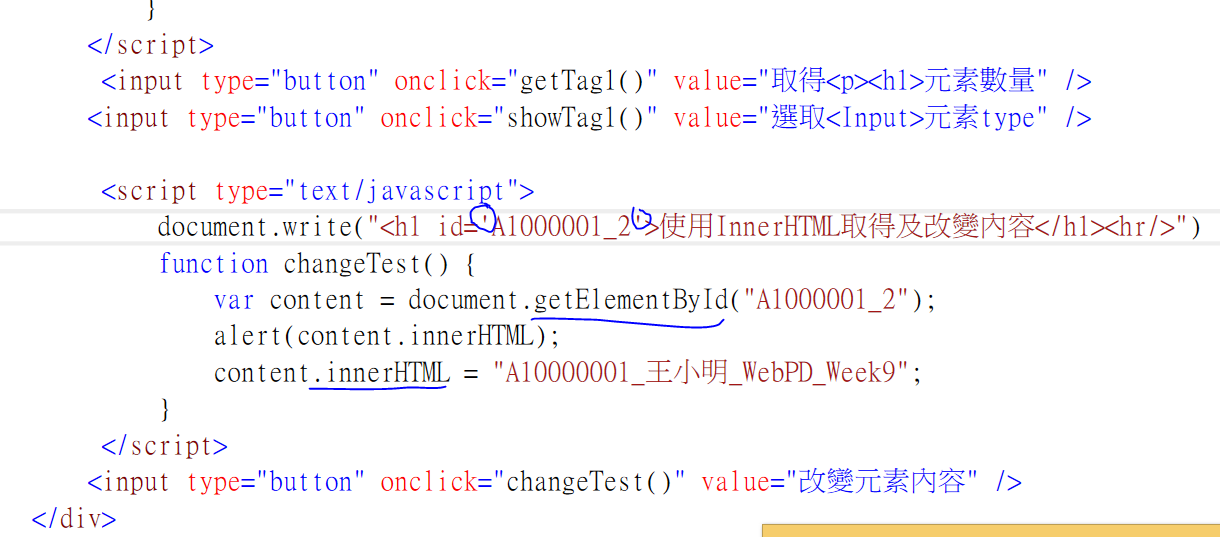 }
</script>
<input type="button" onclick="getTag1()" value="取得<p><h1>元素數量" />
<input type="button" onclick="showTag1()" value="選取<Input>元素type" />
<script type="text/javascript">
document.write("<h1 id='A1000001_2'>使用InnerHTML取得及改變內容</h1><hr/>")
function changeTest() {
var content = document.getElementById("A1000001_2");
alert(content.innerHTML);
content.innerHTML = "A10000001_王小明_WebPD_Week9";
}
</script>
<input type="button" onclick="changeTest()" value="改變元素內容" />
</div>